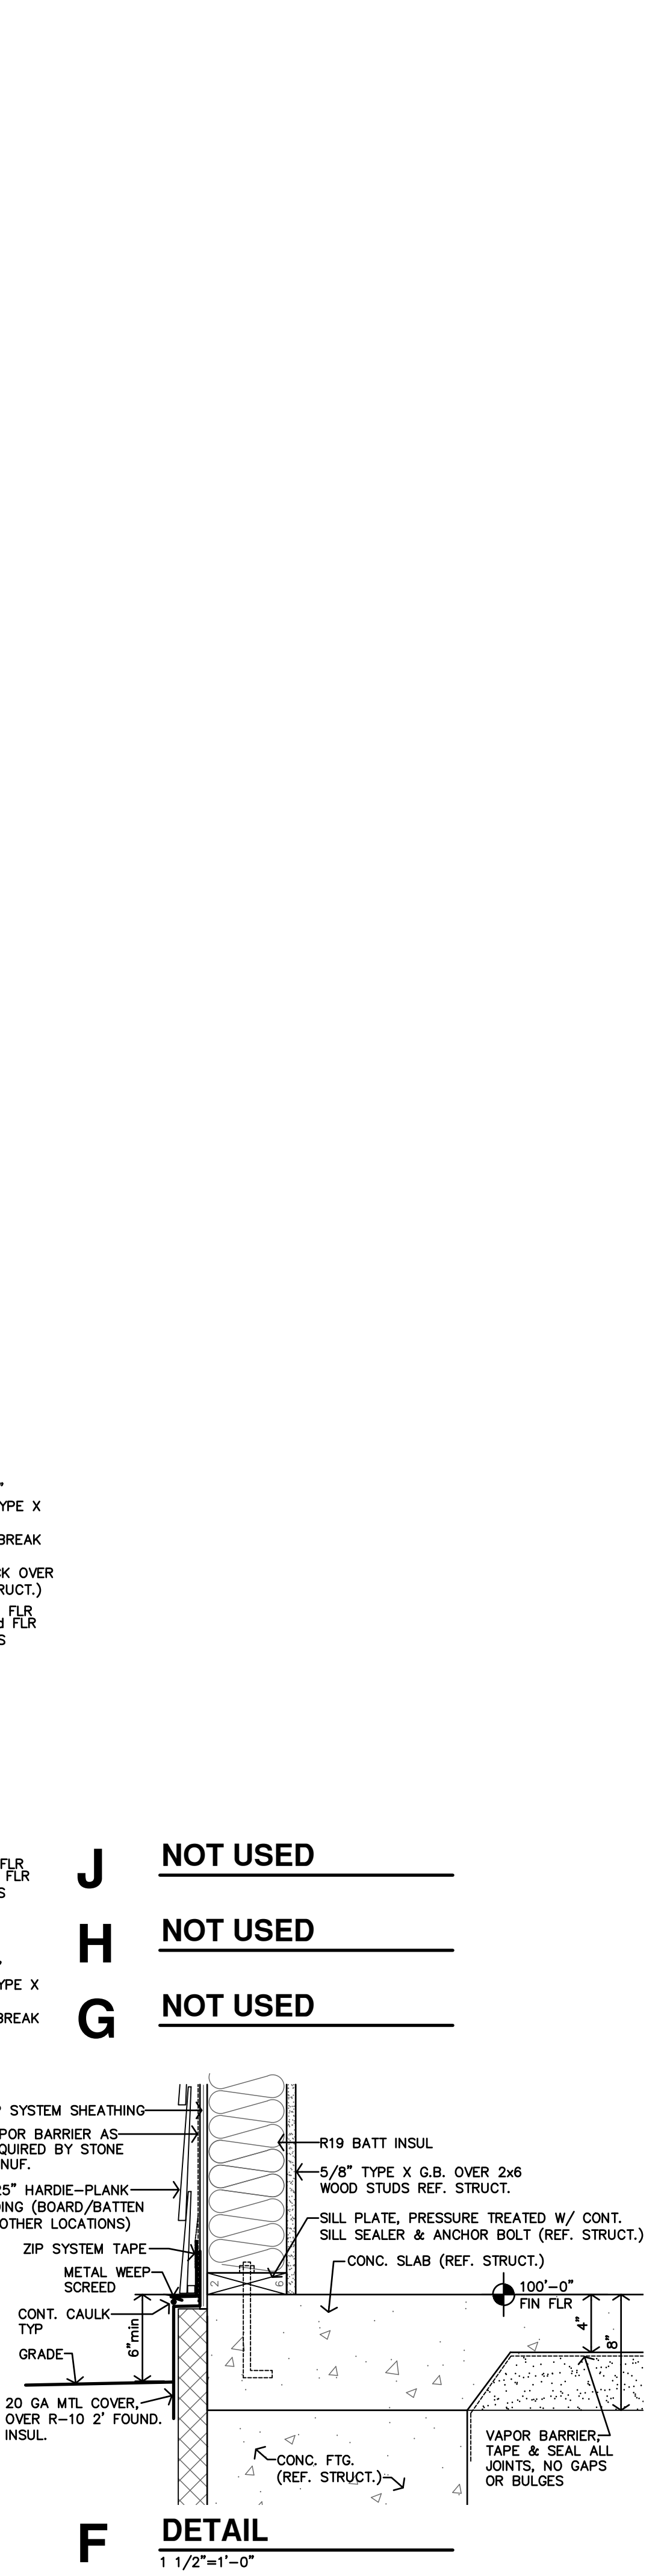 YPE X
BREAK
CK OVER
RUCT.)
FLR
d FLR
S
FLR
FLR
S
J NOT USED
H NOT USED
YPE X
BREAK
G NOT USED
P SYSTEM SHEATHING
POR BARRIER AS
QUIRED BY STONE
NUF.
25" HARDIE-PLANK
DING (BOARD/BATTEN
OTHER LOCATIONS)
ZIP SYSTEM TAPE
METAL WEEP
SCREED
CONT. CAULK
TYP
6"min
GRADE
20 GA MTL COVER,
OVER R-10 2' FOUND.
INSUL.
R19 BATT INSUL
5/8" TYPE X G.B. OVER 2x6
WOOD STUDS REF. STRUCT.
SILL PLATE, PRESSURE TREATED W/ CONT.
SILL SEALER & ANCHOR BOLT (REF. STRUCT.)
CONC. SLAB (REF. STRUCT.)
2 6
100'-0"
FIN FLR
4"
8"
VAPOR BARRIER,
TAPE & SEAL ALL
JOINTS, NO GAPS
OR BULGES
CONC. FTG.
(REF. STRUCT.)
F DETAIL
1 1/2"=1'-0"